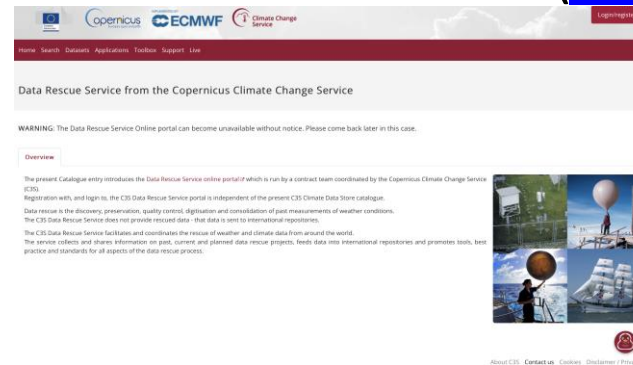 Copernicus
ECMWF
Climate Change
Service
Login/register
Home Search Datasets Applications Toolbox Support Live
Data Rescue Service from the Copernicus Climate Change Service
WARNING: The Data Rescue Service Online portal can become unavailable without notice. Please come back later in this case.
Overview
The present Catalogue entry introduces the Data Rescue Service online portal which is run by a contract team coordinated by the Copernicus Climate Change Service
(C3S).
Registration with, and login to, the C3S Data Rescue Service portal is independent of the present C3S Climate Data Store catalogue.
Data rescue is the discovery, preservation, quality control, digitisation and consolidation of past measurements of weather conditions.
The C3S Data Rescue Service does not provide rescued data - that data is sent to international repositories.
The C3S Data Rescue Service facilitates and coordinates the rescue of weather and climate data from around the world.
The service collects and shares information on past, current and planned data rescue projects, feeds data into international repositories and promotes tools, best
practice and standards for all aspects of the data rescue process.
About C3S Contact us Cookies Disclaimer / Priva